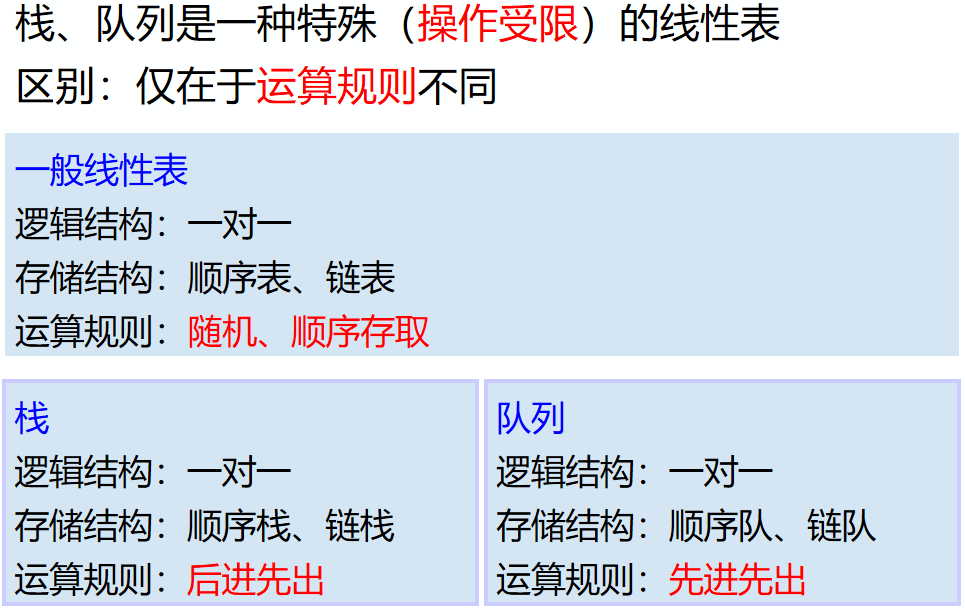 栈、队列是一种特殊（操作受限）的线性表
区别：仅在于运算规则不同
一般线性表
逻辑结构：一对一
存储结构：顺序表、链表
运算规则：随机、顺序存取
栈
逻辑结构：一对一
存储结构：顺序栈、链栈
运算规则：后进先出
队列
逻辑结构：一对一
存储结构：顺序队、链队
运算规则：先进先出